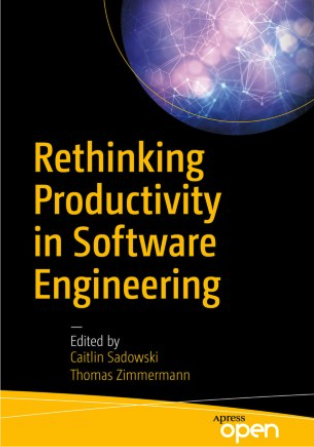 Rethinking
Productivity
in Software
Engineering
—
Edited by
Caitlin Sadowski
Thomas Zimmermann
Apress
open